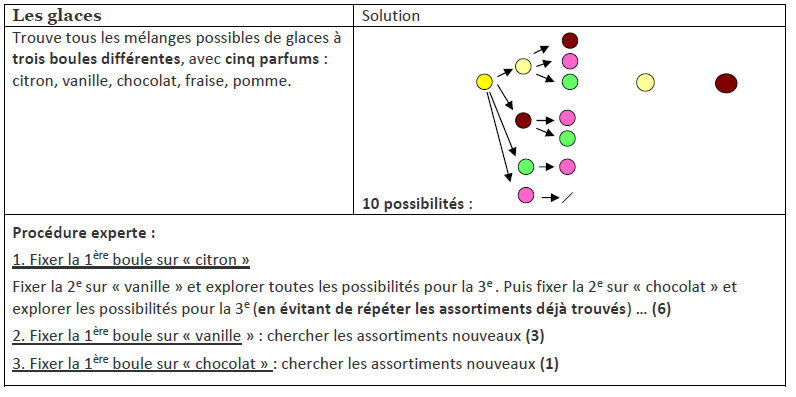 Les glaces
Solution
Trouve tous les mélanges possibles de glaces à
trois boules différentes, avec cinq parfums :
citron, vanille, chocolat, fraise, pomme.
10 possibilités :
Procédure experte :
1. Fixer la 1ère boule sur « citron »
Fixer la 2e sur « vanille » et explorer toutes les possibilités pour la 3e . Puis fixer la 2e sur « chocolat » et
explorer les possibilités pour la 3e (en évitant de répéter les assortiments déjà trouvés) ... (6)
2. Fixer la 1ère boule sur « vanille » : chercher les assortiments nouveaux (3)
3. Fixer la 1ère boule sur « chocolat » : chercher les assortiments nouveaux (1)